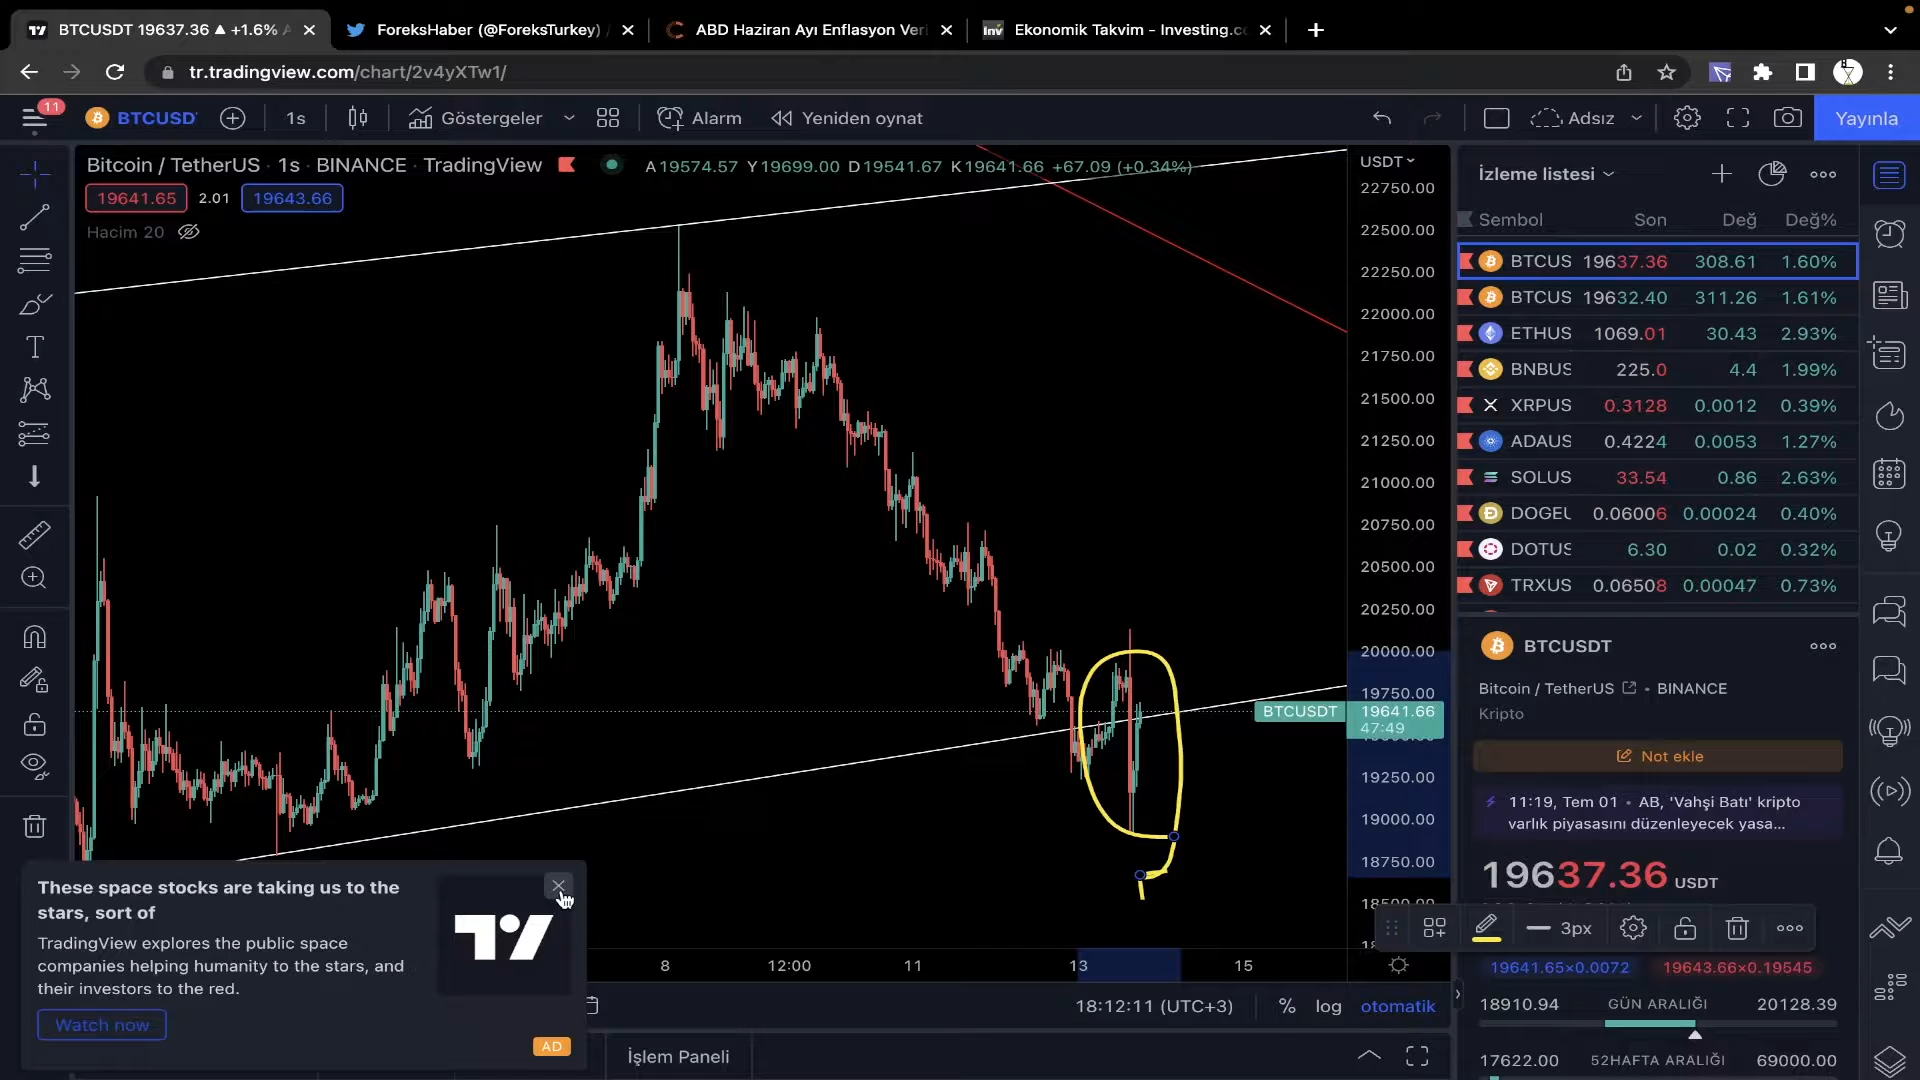 BTCUSDT 19637.36 ▲ +1.6%
ForeksHaber (@ForeksTurkey) /
ABD Haziran Ayı Enflasyon Veri
Ekonomik Takvim - Investing.co
tr.tradingview.com/chart/2v4yXTw1/
11
BTCUSD
1s
Göstergeler
Alarm
Yeniden oynat
Adsız
Yayınla
Bitcoin / TetherUS · 1s · BINANCE · TradingView
A19574.57 Y19699.00 D19541.67 K19641.66 +67.09 (+0.34%)
19641.65 2.01 19643.66
Hacim 20
USDT
22750.00
22500.00
22250.00
22000.00
21750.00
21500.00
21250.00
21000.00
20750.00
20500.00
20250.00
20000.00
19750.00
BTCUSDT 19641.66
47:49
19250.00
19000.00
18750.00
8 12:00 11 13 15
18:12:11 (UTC+3) % log otomatik
İşlem Paneli
These space stocks are taking us to the
stars, sort of
TradingView explores the public space
companies helping humanity to the stars, and
their investors to the red.
Watch now
AD
İzleme listesi
Sembol Son Değ Değ%
BTCUS 19637.36 308.61 1.60%
BTCUS 19632.40 311.26 1.61%
ETHUS 1069.01 30.43 2.93%
BNBUS 225.0 4.4 1.99%
XRPUS 0.3128 0.0012 0.39%
ADAUS 0.4224 0.0053 1.27%
SOLUS 33.54 0.86 2.63%
DOGEU 0.06006 0.00024 0.40%
DOTUS 6.30 0.02 0.32%
TRXUS 0.06508 0.00047 0.73%
BTCUSDT
Bitcoin / TetherUS • BINANCE
Kripto
Not ekle
11:19, Tem 01 • AB, 'Vahşi Batı' kripto
varlık piyasasını düzenleyecek yasa...
19637.36 USDT
3px
19641.65×0.0072 19643.66×0.19545
18910.94 GÜN ARALIĞI 20128.39
17622.00 52HAFTA ARALIĞI 69000.00